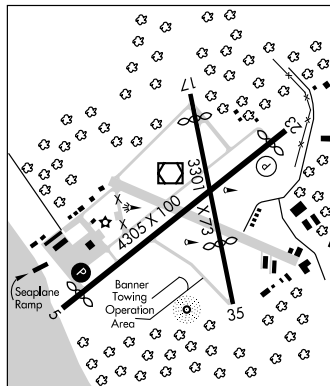 17
23
P
3301 X 73
4305 X 100
P
Seaplane
Ramp
5
Banner
Towing
Operation
Area
35